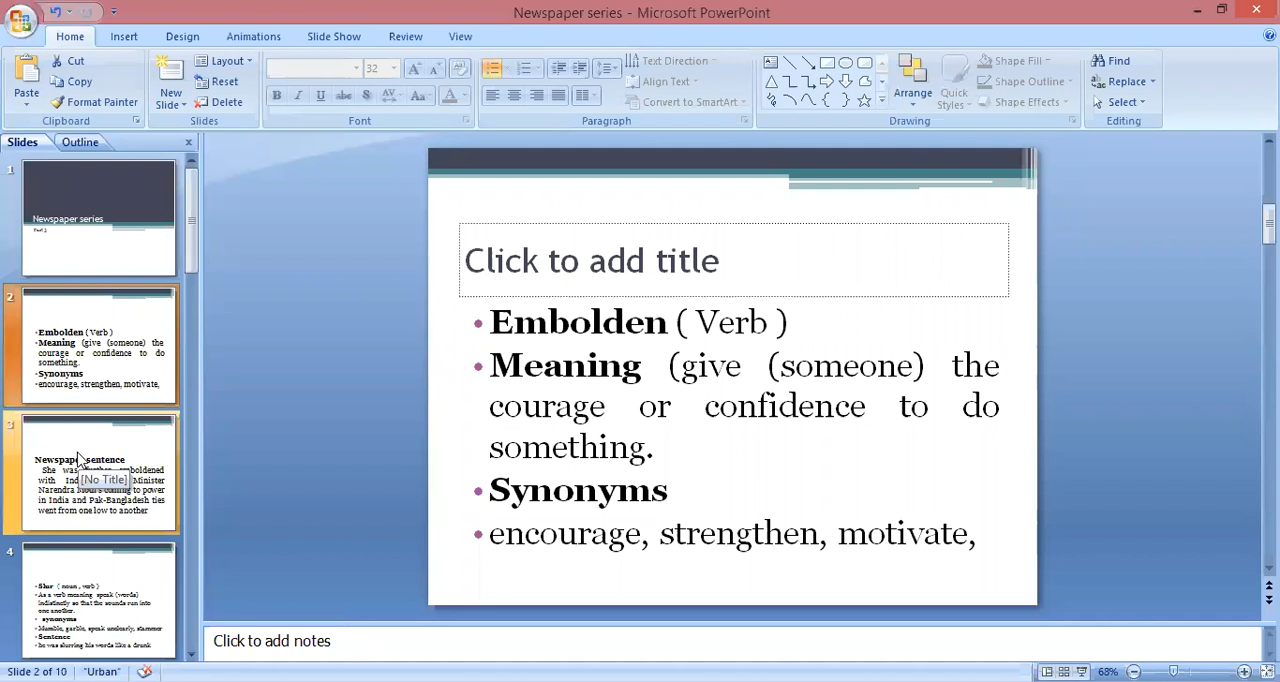 Newspaper series - Microsoft PowerPoint
Home Insert Design Animations Slide Show Review View
Paste
Cut
Copy
Format Painter
Clipboard
New
Slide
Layout
Reset
Delete
Slides
32
Font
Text Direction
Align Text
Convert to SmartArt
Paragraph
Arrange
Quick
Styles
Shape Fill
Shape Outline
Shape Effects
Drawing
Find
Replace
Select
Editing
Slides Outline
1
Newspaper series
2
•Embolden ( Verb )
•Meaning (give (someone) the
courage or confidence to do
something.
•Synonyms
•encourage, strengthen, motivate,
3
Newspaper sentence
She was further emboldened
with Minister
Narendra Modi's coming to power
in India and Pak-Bangladesh ties
went from one low to another
[No Title]
4
•Slur ( noun , verb )
•As a verb meaning speak (words)
indistinctly so that the sounds run into
one another.
• synonyms
•Mumble, garble, speak unclearly, stammer
•Sentence
•he was slurring his words like a drunk
Click to add title
• Embolden ( Verb )
• Meaning (give (someone) the
courage or confidence to do
something.
• Synonyms
• encourage, strengthen, motivate,
Click to add notes
Slide 2 of 10 "Urban" 68%